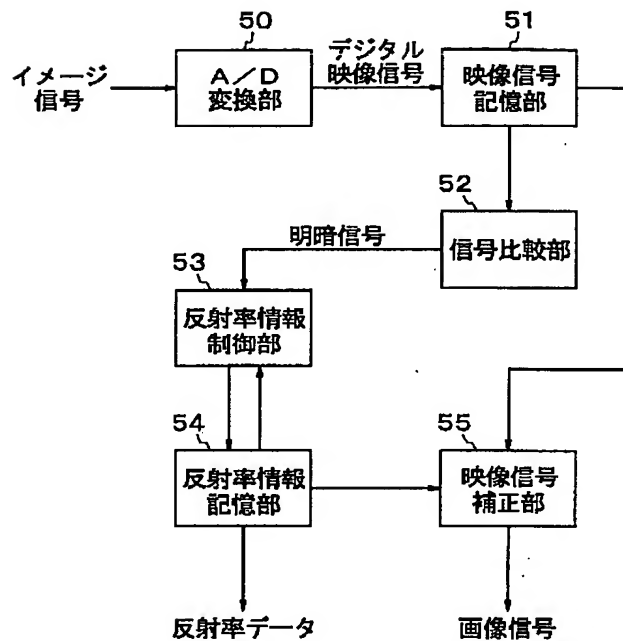 50
51
イメージ
信号
A/D
変換部
デジタル
映像信号
映像信号
記憶部
52
明暗信号
信号比較部
53
反射率情報
制御部
54
55
反射率情報
記憶部
映像信号
補正部
反射率データ
画像信号